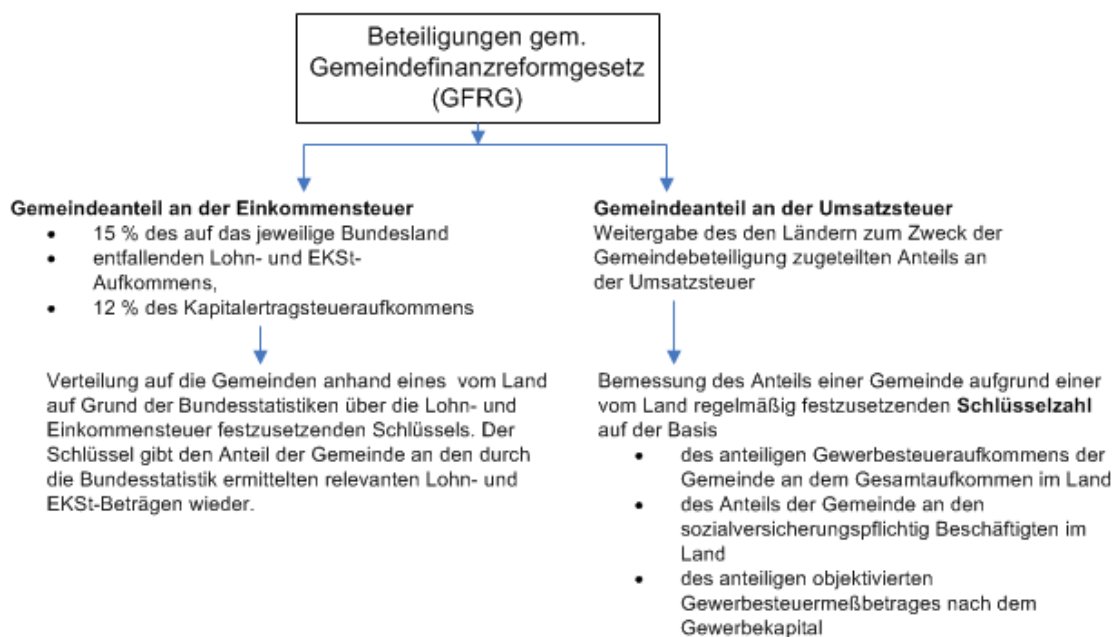 Beteiligungen gem.
Gemeindefinanzreformgesetz
(GFRG)
Gemeindeanteil an der Einkommensteuer
• 15 % des auf das jeweilige Bundesland
• entfallenden Lohn- und EKSt-
Aufkommens,
• 12 % des Kapitalertragsteueraufkommens
Verteilung auf die Gemeinden anhand eines vom Land
auf Grund der Bundesstatistiken über die Lohn- und
Einkommensteuer festzusetzenden Schlüssels. Der
Schlüssel gibt den Anteil der Gemeinde an den durch
die Bundesstatistik ermittelten relevanten Lohn- und
EKSt-Beträgen wieder.
Gemeindeanteil an der Umsatzsteuer
Weitergabe des den Ländern zum Zweck der
Gemeindebeteiligung zugeteilten Anteils an
der Umsatzsteuer
Bemessung des Anteils einer Gemeinde aufgrund einer
vom Land regelmäßig festzusetzenden Schlüsselzahl
auf der Basis
• des anteiligen Gewerbesteueraufkommens der
Gemeinde an dem Gesamtaufkommen im Land
• des Anteils der Gemeinde an den
sozialversicherungspflichtig Beschäftigten im
Land
• des anteiligen objektivierten
Gewerbesteuermeßbetrages nach dem
Gewerbekapital